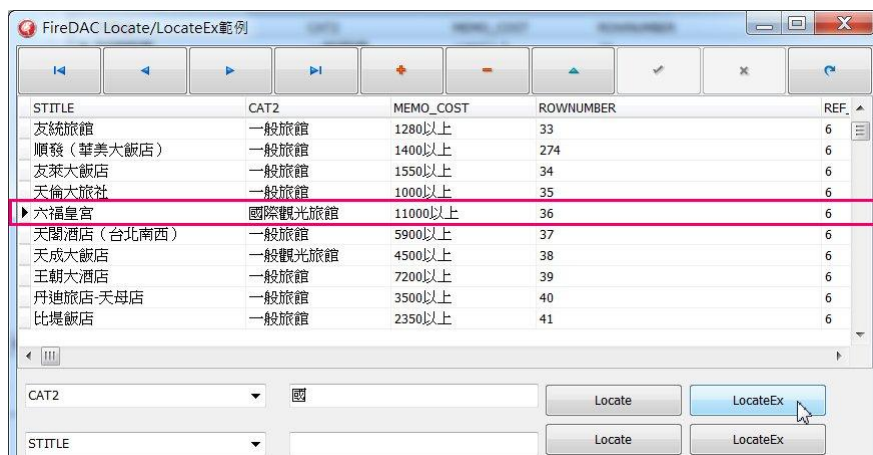 FireDAC Locate/LocateEx範例
STITLE CAT2 MEMO_COST ROWNUMBER REF_
友統旅館 一般旅館 1280以上 33 6
順發（華美大飯店） 一般旅館 1400以上 274 6
友萊大飯店 一般旅館 1550以上 34 6
天倫大旅社 一般旅館 1000以上 35 6
六福皇宮 國際觀光旅館 11000以上 36 6
天閣酒店（台北南西） 一般旅館 5900以上 37 6
天成大飯店 一般觀光旅館 4500以上 38 6
王朝大酒店 一般旅館 7200以上 39 6
丹迪旅店-天母店 一般旅館 3500以上 40 6
比堤飯店 一般旅館 2350以上 41 6
CAT2 國 Locate LocateEx
STITLE Locate LocateEx